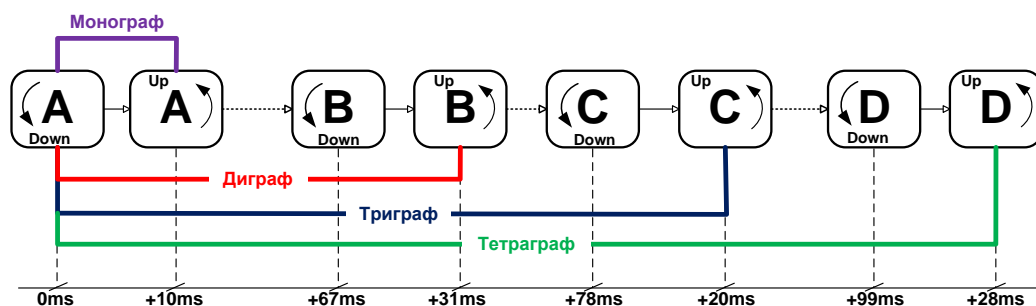 Монограф
Up Up Up Up
A A B B C C D D
Down Down Down Down
Диграф
Триграф
Тетраграф
0ms +10ms +67ms +31ms +78ms +20ms +99ms +28ms